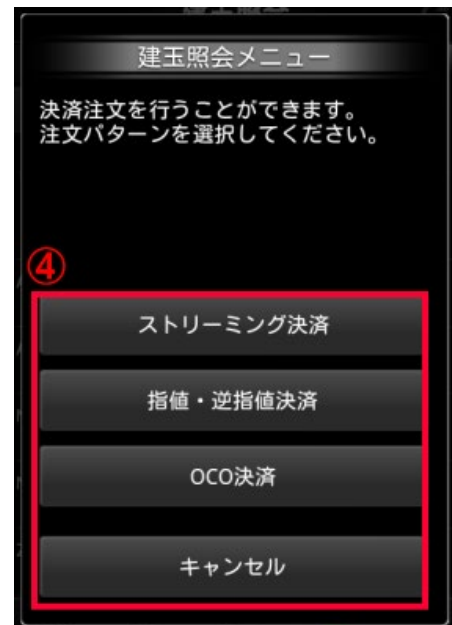 建玉照会メニュー
決済注文を行うことができます。
注文パターンを選択してください。
④
ストリーミング決済
指値・逆指値決済
OCO決済
キャンセル